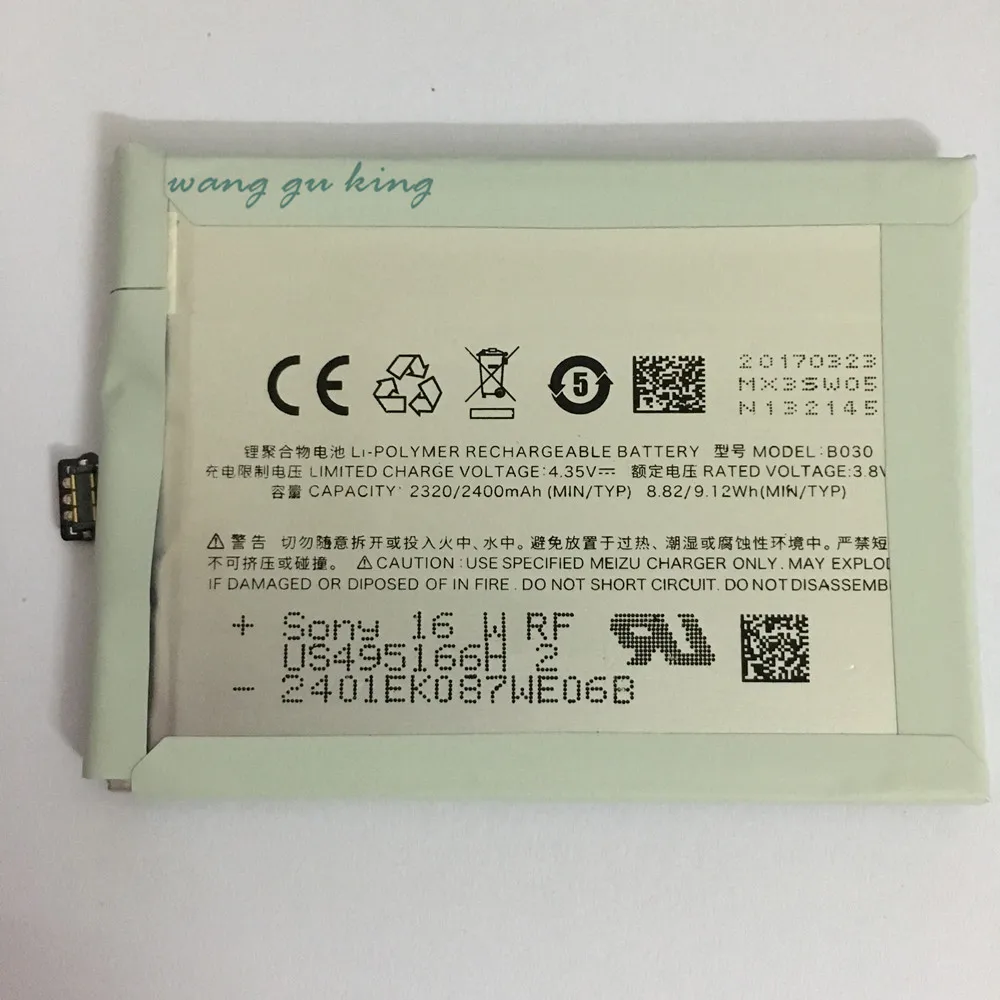 wang gu king
CE 5 20170323
MX3SW05
N132145
锂聚合物电池 Li-POLYMER RECHARGEABLE BATTERY 型号 MODEL:B030
充电限制电压 LIMITED CHARGE VOLTAGE:4.35V⎓ 额定电压 RATED VOLTAGE:3.8V
容量 CAPACITY: 2320/2400mAh (MIN/TYP) 8.82/9.12Wh(MIN/TYP)
⚠警告 切勿随意拆开或投入火中、水中。避免放置于过热、潮湿或腐蚀性环境中。严禁短
不可挤压或碰撞。 ⚠CAUTION:USE SPECIFIED MEIZU CHARGER ONLY. MAY EXPLOD
IF DAMAGED OR DIPOSED OF IN FIRE. DO NOT SHORT CIRCUIT. DO NOT DISASSEMB
+ Sony 16 W RF
US495166H 2
- 2401EK087WE06B